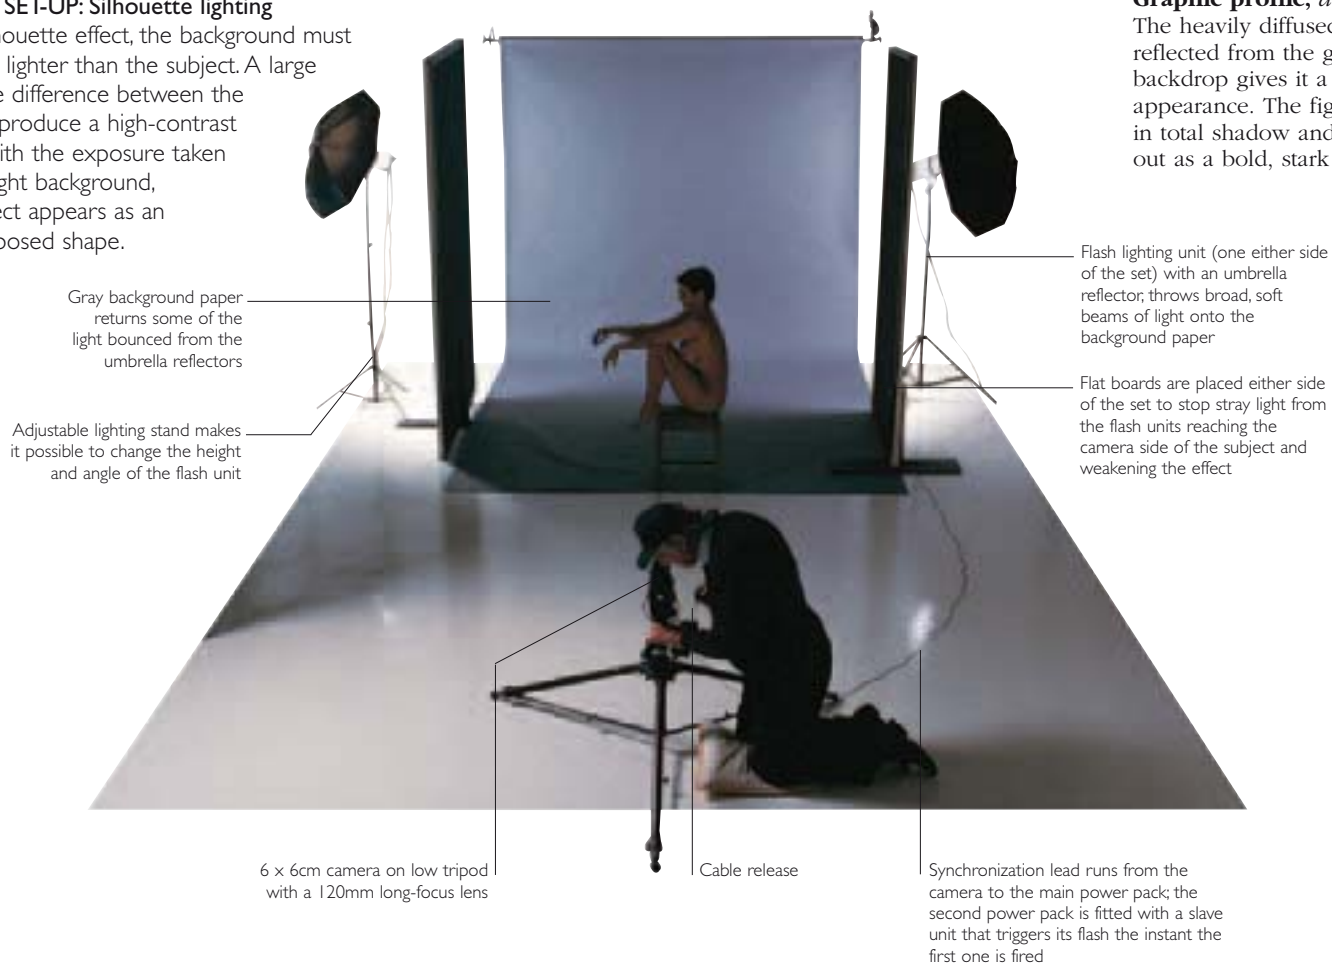 SET-UP: Silhouette lighting
houette effect, the background must
lighter than the subject. A large
difference between the
produce a high-contrast
ith the exposure taken
ght background,
ect appears as an
posed shape.
Graphic profile,
The heavily diffused
reflected from the g
backdrop gives it a
appearance. The fig
in total shadow and
out as a bold, stark
Gray background paper
returns some of the
light bounced from the
umbrella reflectors
Adjustable lighting stand makes
it possible to change the height
and angle of the flash unit
Flash lighting unit (one either side
of the set) with an umbrella
reflector, throws broad, soft
beams of light onto the
background paper
Flat boards are placed either side
of the set to stop stray light from
the flash units reaching the
camera side of the subject and
weakening the effect
6 x 6cm camera on low tripod
with a 120mm long-focus lens
Cable release
Synchronization lead runs from the
camera to the main power pack; the
second power pack is fitted with a slave
unit that triggers its flash the instant the
first one is fired